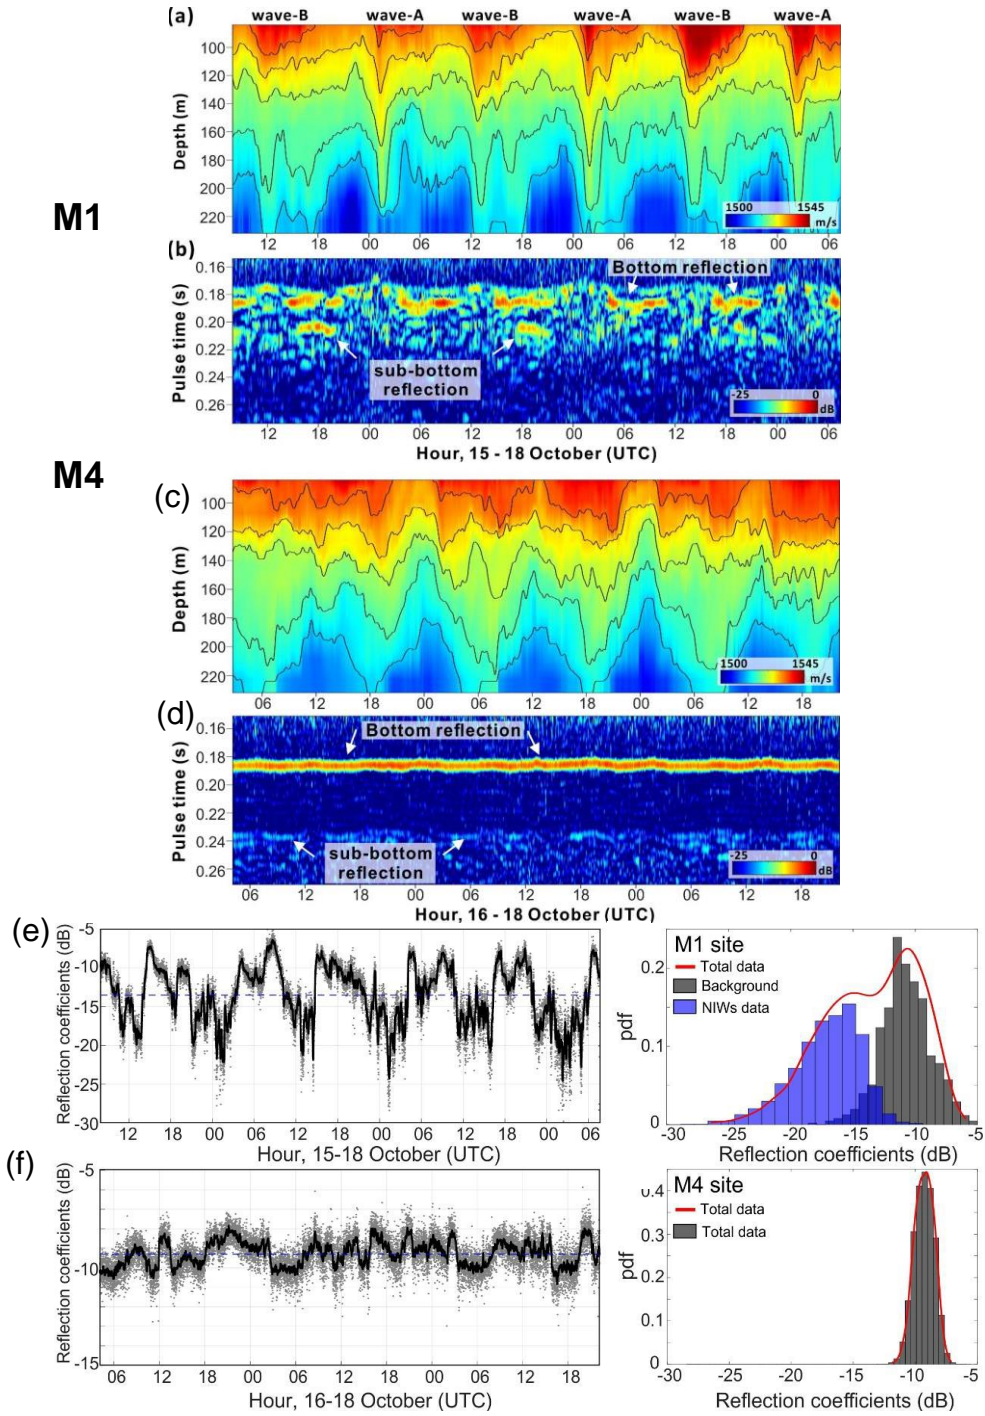 (a)
wave-B wave-A wave-B wave-A wave-B wave-A
M1
Depth (m)
100
120
140
160
180
200
220
1500 1545
m/s
12 18 00 06 12 18 00 06 12 18 00 06
(b)
Pulse time (s)
0.16
0.18
0.20
0.22
0.24
0.26
Bottom reflection
sub-bottom
reflection
-25 0
dB
12 18 00 06 12 18 00 06 12 18 00 06
Hour, 15 - 18 October (UTC)
M4
(c)
Depth (m)
100
120
140
160
180
200
220
1500 1545
m/s
06 12 18 00 06 12 18 00 06 12 18
(d)
Pulse time (s)
0.16
0.18
0.20
0.22
0.24
0.26
Bottom reflection
sub-bottom
reflection
-25 0
dB
06 12 18 00 06 12 18 00 06 12 18
Hour, 16 - 18 October (UTC)
(e)
Reflection coefficients (dB)
-5
-10
-15
-20
-25
-30
12 18 00 06 12 18 00 06 12 18 00 06
Hour, 15-18 October (UTC)
M1 site
Total data
Background
NIWs data
pdf
0.2
0.1
0
-30 -25 -20 -15 -10 -5
Reflection coefficients (dB)
(f)
Reflection coefficients (dB)
-5
-10
-15
06 12 18 00 06 12 18 00 06 12 18
Hour, 16-18 October (UTC)
M4 site
Total data
Total data
pdf
0.4
0.3
0.2
0.1
0
-30 -25 -20 -15 -10 -5
Reflection coefficients (dB)